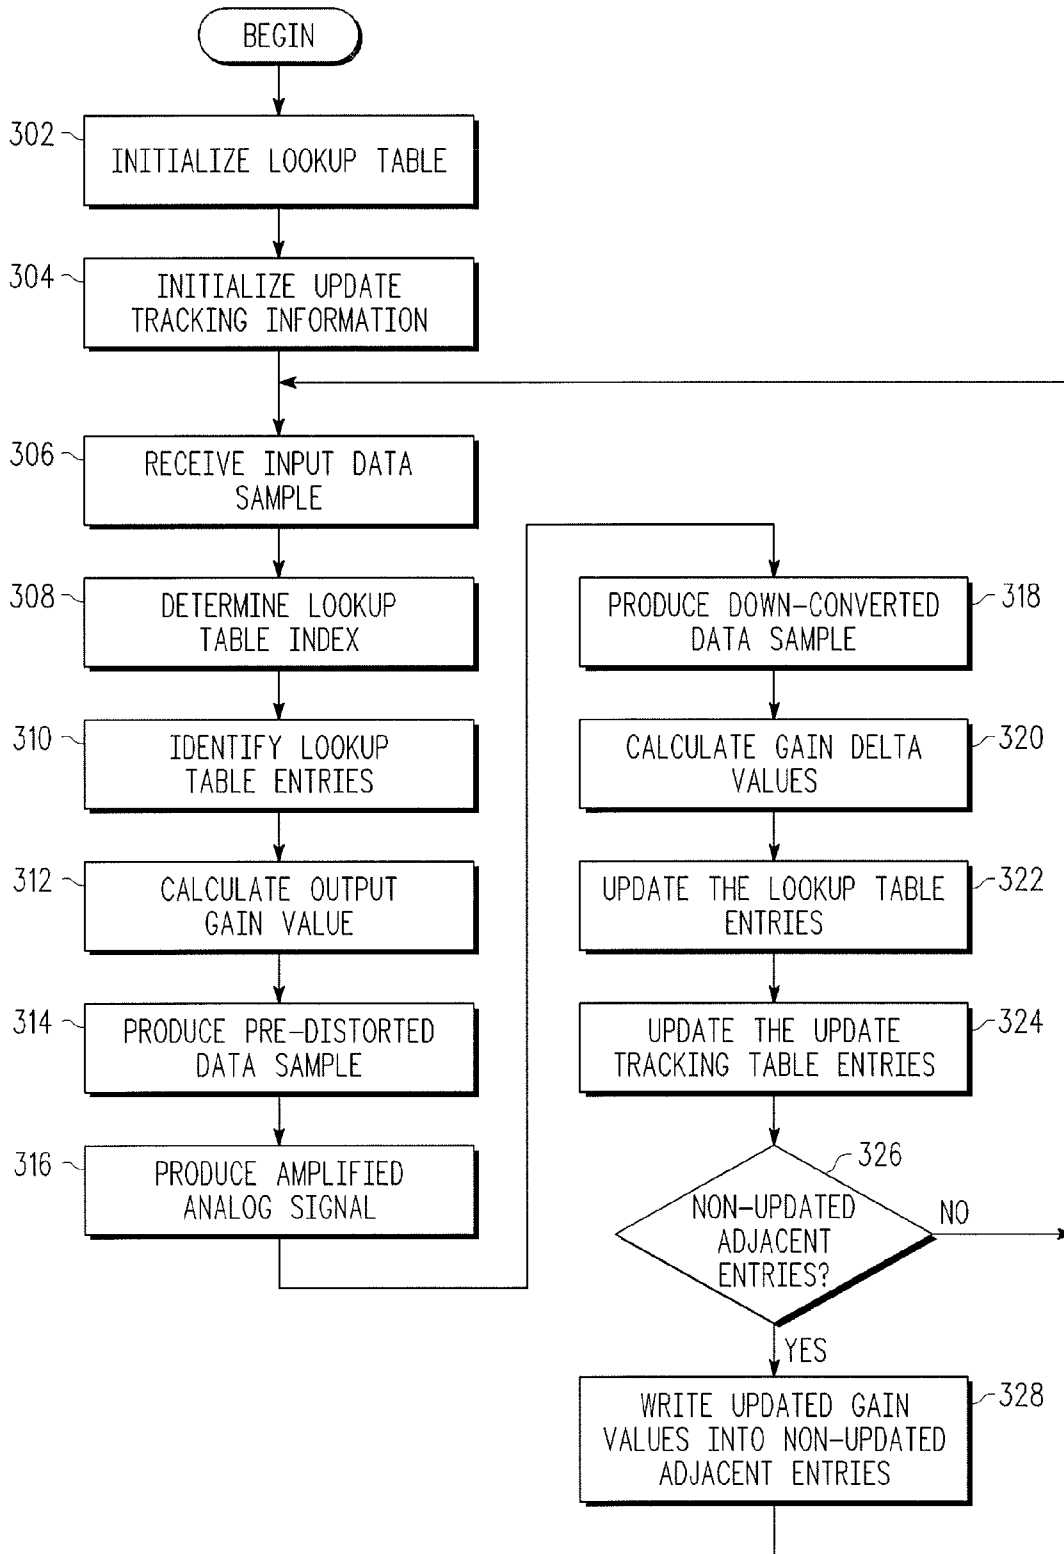 BEGIN
302
INITIALIZE LOOKUP TABLE
304
INITIALIZE UPDATE
TRACKING INFORMATION
306
RECEIVE INPUT DATA
SAMPLE
308
DETERMINE LOOKUP
TABLE INDEX
310
IDENTIFY LOOKUP
TABLE ENTRIES
312
CALCULATE OUTPUT
GAIN VALUE
314
PRODUCE PRE-DISTORTED
DATA SAMPLE
316
PRODUCE AMPLIFIED
ANALOG SIGNAL
PRODUCE DOWN-CONVERTED
DATA SAMPLE
318
CALCULATE GAIN DELTA
VALUES
320
UPDATE THE LOOKUP TABLE
ENTRIES
322
UPDATE THE UPDATE
TRACKING TABLE ENTRIES
324
326
NON-UPDATED
ADJACENT
ENTRIES?
NO
YES
WRITE UPDATED GAIN
VALUES INTO NON-UPDATED
ADJACENT ENTRIES
328